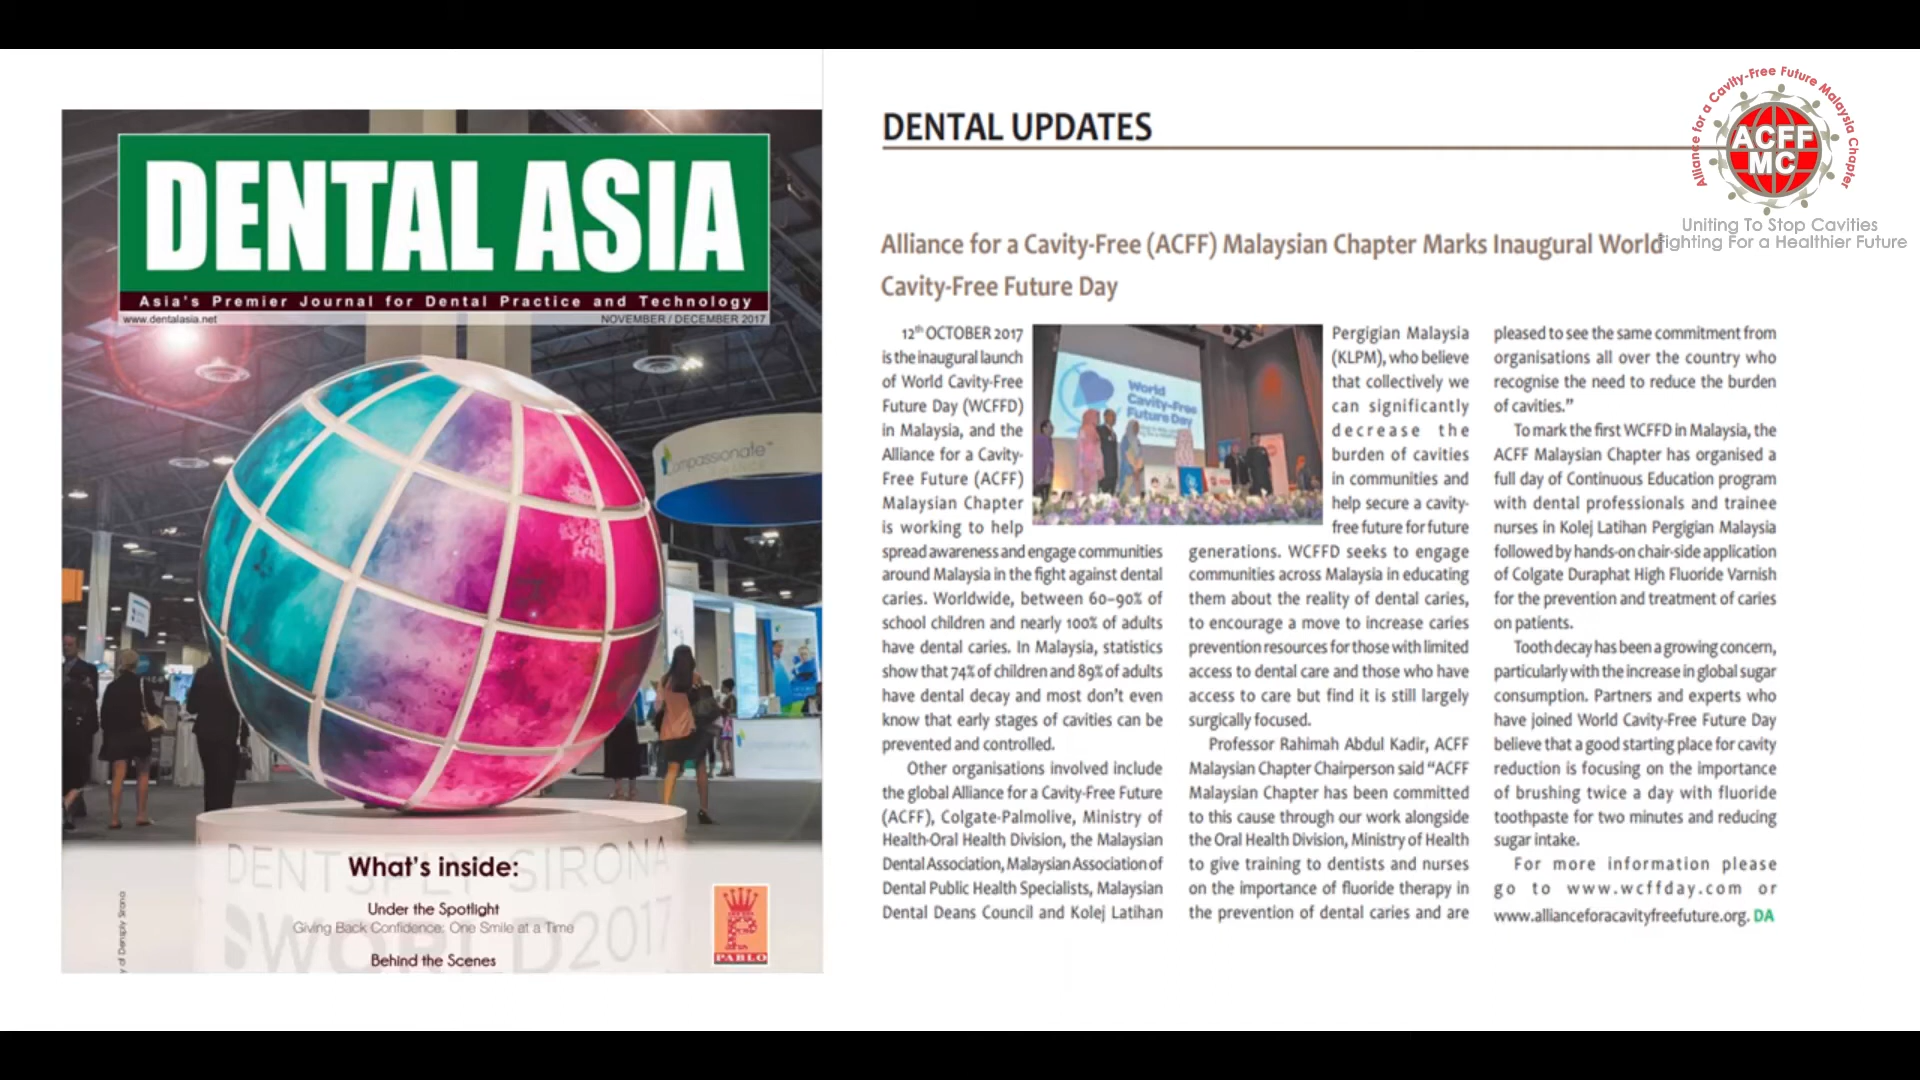 DENTAL ASIA
Asia's Premier Journal for Dental Practice and Technology
www.dentalasia.net
NOVEMBER / DECEMBER 2017
Compassionate
DENTSPLY SIRONA
WORLD2017
What's inside:
Under the Spotlight
Giving Back Confidence: One Smile at a Time
Behind the Scenes
PABLO
y of Dentsply Sirona
DENTAL UPDATES
Alliance for a Cavity-Free Future Malaysia Chapter
ACFF
MC
Uniting To Stop Cavities
Fighting For a Healthier Future
Alliance for a Cavity-Free (ACFF) Malaysian Chapter Marks Inaugural World
Cavity-Free Future Day
12th OCTOBER 2017
is the inaugural launch
of World Cavity-Free
Future Day (WCFFD)
in Malaysia, and the
Alliance for a Cavity-
Free Future (ACFF)
Malaysian Chapter
is working to help
spread awareness and engage communities
around Malaysia in the fight against dental
caries. Worldwide, between 60–90% of
school children and nearly 100% of adults
have dental caries. In Malaysia, statistics
show that 74% of children and 89% of adults
have dental decay and most don't even
know that early stages of cavities can be
prevented and controlled.
Other organisations involved include
the global Alliance for a Cavity-Free Future
(ACFF), Colgate-Palmolive, Ministry of
Health-Oral Health Division, the Malaysian
Dental Association, Malaysian Association of
Dental Public Health Specialists, Malaysian
Dental Deans Council and Kolej Latihan
World
Cavity-Free
Future Day
Pergigian Malaysia
(KLPM), who believe
that collectively we
can significantly
decrease the
burden of cavities
in communities and
help secure a cavity-
free future for future
generations. WCFFD seeks to engage
communities across Malaysia in educating
them about the reality of dental caries,
to encourage a move to increase caries
prevention resources for those with limited
access to dental care and those who have
access to care but find it is still largely
surgically focused.
Professor Rahimah Abdul Kadir, ACFF
Malaysian Chapter Chairperson said “ACFF
Malaysian Chapter has been committed
to this cause through our work alongside
the Oral Health Division, Ministry of Health
to give training to dentists and nurses
on the importance of fluoride therapy in
the prevention of dental caries and are
pleased to see the same commitment from
organisations all over the country who
recognise the need to reduce the burden
of cavities.”
To mark the first WCFFD in Malaysia, the
ACFF Malaysian Chapter has organised a
full day of Continuous Education program
with dental professionals and trainee
nurses in Kolej Latihan Pergigian Malaysia
followed by hands-on chair-side application
of Colgate Duraphat High Fluoride Varnish
for the prevention and treatment of caries
on patients.
Tooth decay has been a growing concern,
particularly with the increase in global sugar
consumption. Partners and experts who
have joined World Cavity-Free Future Day
believe that a good starting place for cavity
reduction is focusing on the importance
of brushing twice a day with fluoride
toothpaste for two minutes and reducing
sugar intake.
For more information please
go to www.wcffday.com or
www.allianceforacavityfreefuture.org. DA